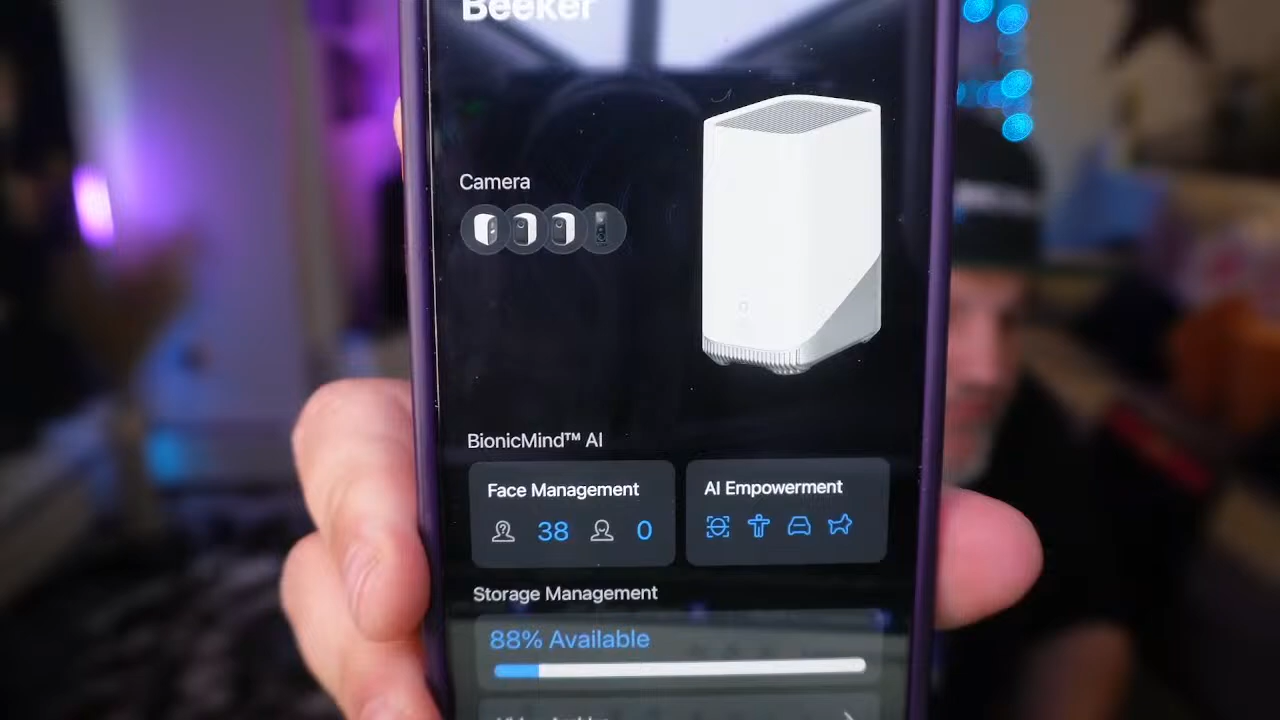 Beeker
Camera
BionicMind™ AI
Face Management
38 0
AI Empowerment
Storage Management
88% Available